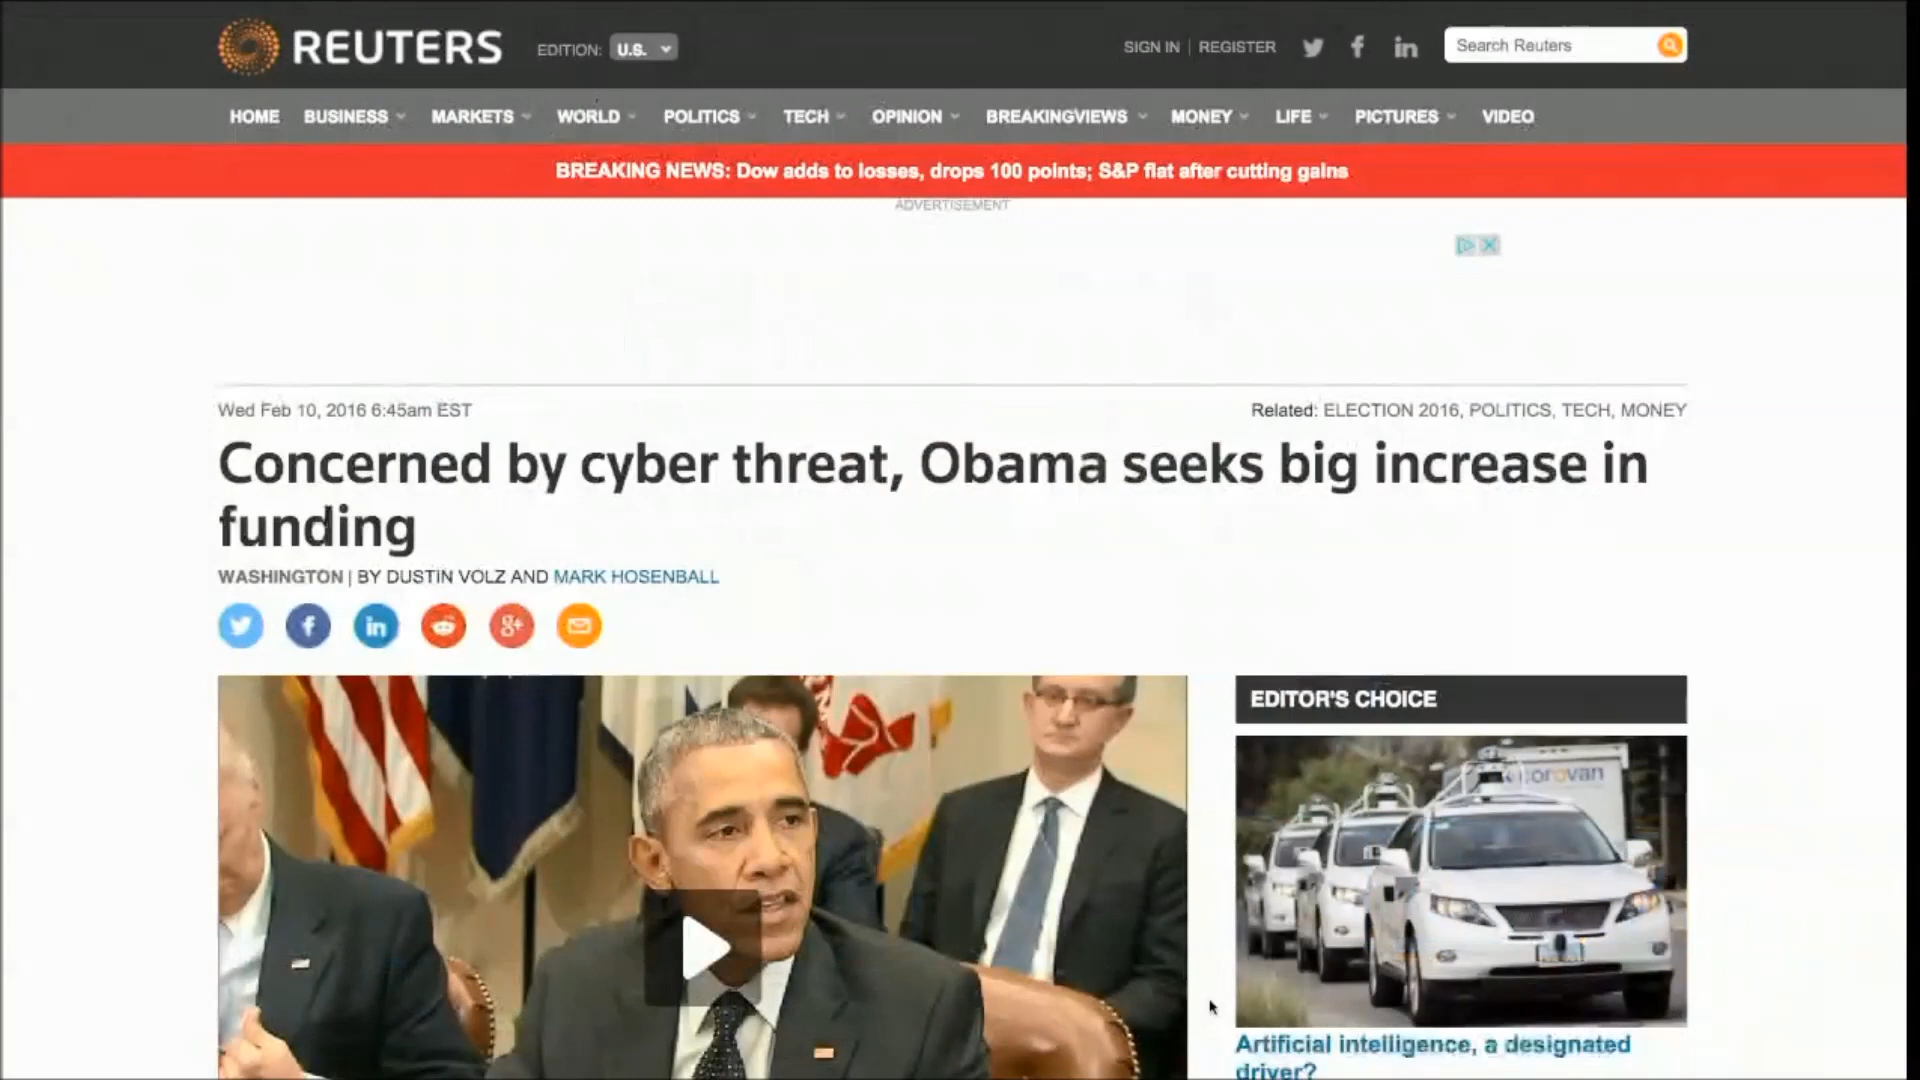 REUTERS
EDITION: U.S.
SIGN IN | REGISTER
Search Reuters
HOME BUSINESS MARKETS WORLD POLITICS TECH OPINION BREAKINGVIEWS MONEY LIFE PICTURES VIDEO
BREAKING NEWS: Dow adds to losses, drops 100 points; S&P flat after cutting gains
ADVERTISEMENT
Wed Feb 10, 2016 6:45am EST
Related: ELECTION 2016, POLITICS, TECH, MONEY
Concerned by cyber threat, Obama seeks big increase in
funding
WASHINGTON | BY DUSTIN VOLZ AND MARK HOSENBALL
EDITOR'S CHOICE
Artificial intelligence, a designated
driver?